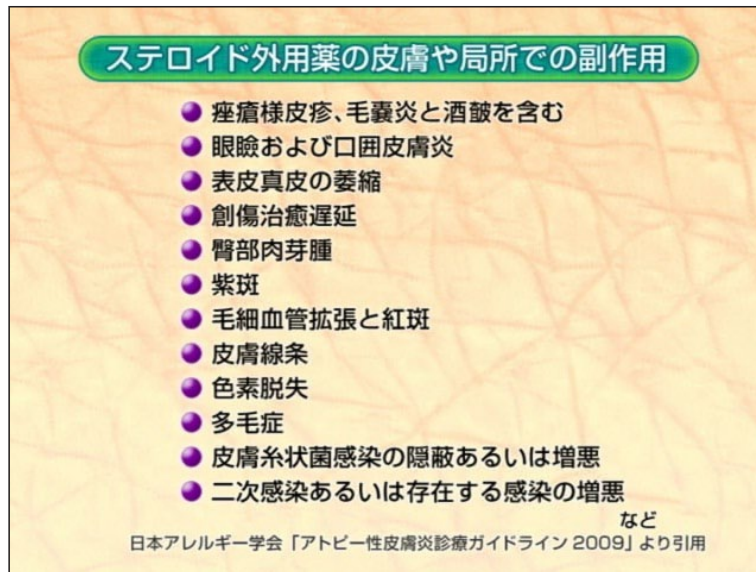 ステロイド外用薬の皮膚や局所での副作用
痤瘡様皮疹、毛嚢炎と酒皶を含む
眼瞼および口囲皮膚炎
表皮真皮の萎縮
創傷治癒遅延
臀部肉芽腫
紫斑
毛細血管拡張と紅斑
皮膚線条
色素脱失
多毛症
皮膚糸状菌感染の隠蔽あるいは増悪
二次感染あるいは存在する感染の増悪
など
日本アレルギー学会「アトピー性皮膚炎診療ガイドライン2009」より引用